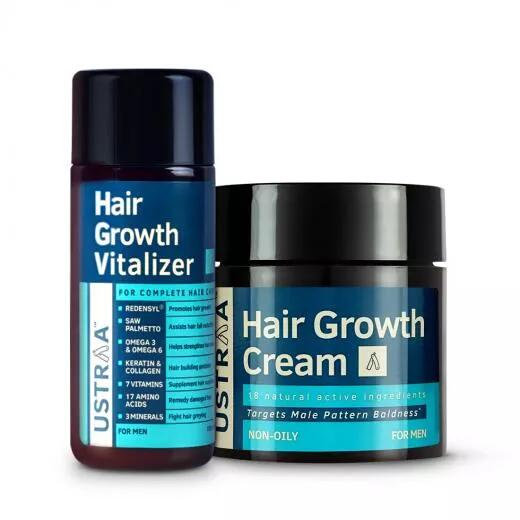 Hair
Growth
Vitalizer
FOR COMPLETE HAIR
REDENSYL® Promotes hair
SAW PALMETTO Assists hair fall
OMEGA 3 & OMEGA 6 Helps strengthen
KERATIN & COLLAGEN Hair building
7 VITAMINS Supplement hair
17 AMINO ACIDS Remedy damaged
3 MINERALS Fight hair greying
FOR MEN
USTRAA™
USTRAA
Hair Growth
Cream
18 natural active ingredients
Targets Male Pattern Baldness*
NON-OILY FOR MEN